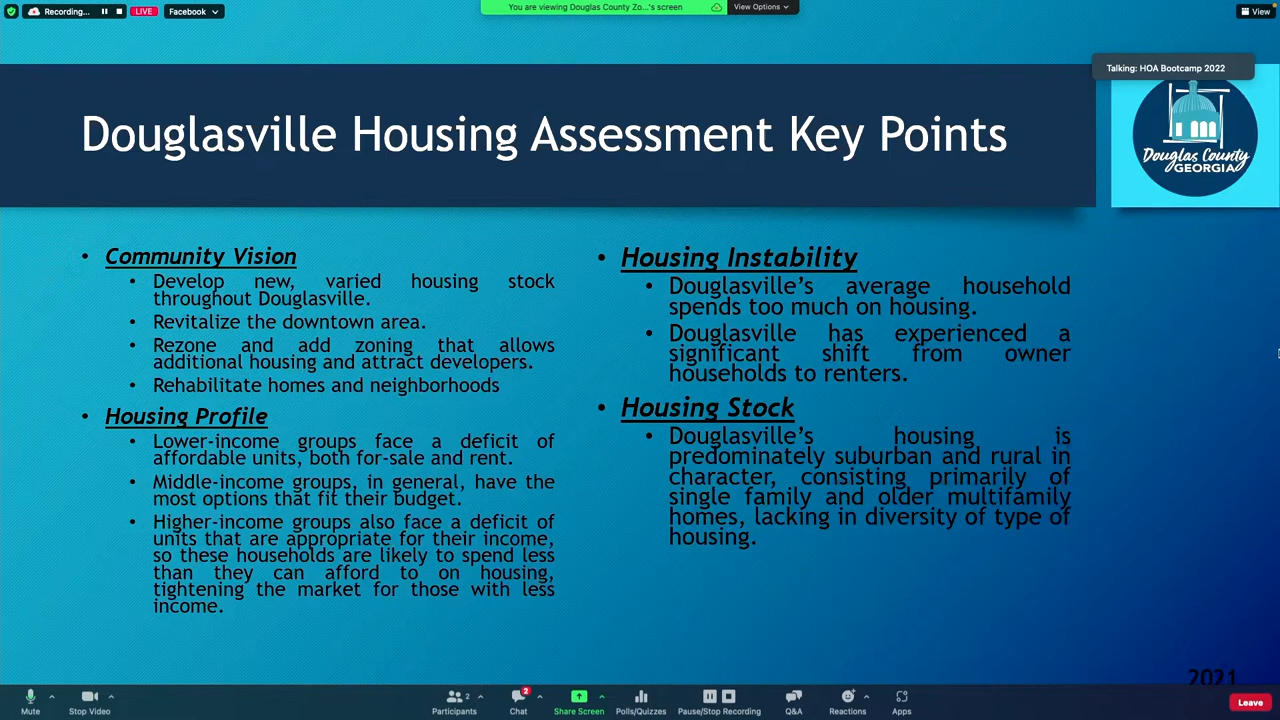 Recording...
LIVE
Facebook
You are viewing Douglas County Zo...'s screen
View Options
View
Talking: HOA Bootcamp 2022
Douglasville Housing Assessment Key Points
Douglas County
GEORGIA
• Community Vision
• Develop new, varied housing stock
throughout Douglasville.
• Revitalize the downtown area.
• Rezone and add zoning that allows
additional housing and attract developers.
• Rehabilitate homes and neighborhoods
• Housing Profile
• Lower-income groups face a deficit of
affordable units, both for-sale and rent.
• Middle-income groups, in general, have the
most options that fit their budget.
• Higher-income groups also face a deficit of
units that are appropriate for their income,
so these households are likely to spend less
than they can afford to on housing,
tightening the market for those with less
income.
• Housing Instability
• Douglasville's average household
spends too much on housing.
• Douglasville has experienced a
significant shift from owner
households to renters.
• Housing Stock
• Douglasville's housing is
predominately suburban and rural in
character, consisting primarily of
single family and older multifamily
homes, lacking in diversity of type of
housing.
2021
Mute
Stop Video
Participants
2
Chat
2
Share Screen
Polls/Quizzes
Pause/Stop Recording
Q&A
Reactions
Apps
Leave